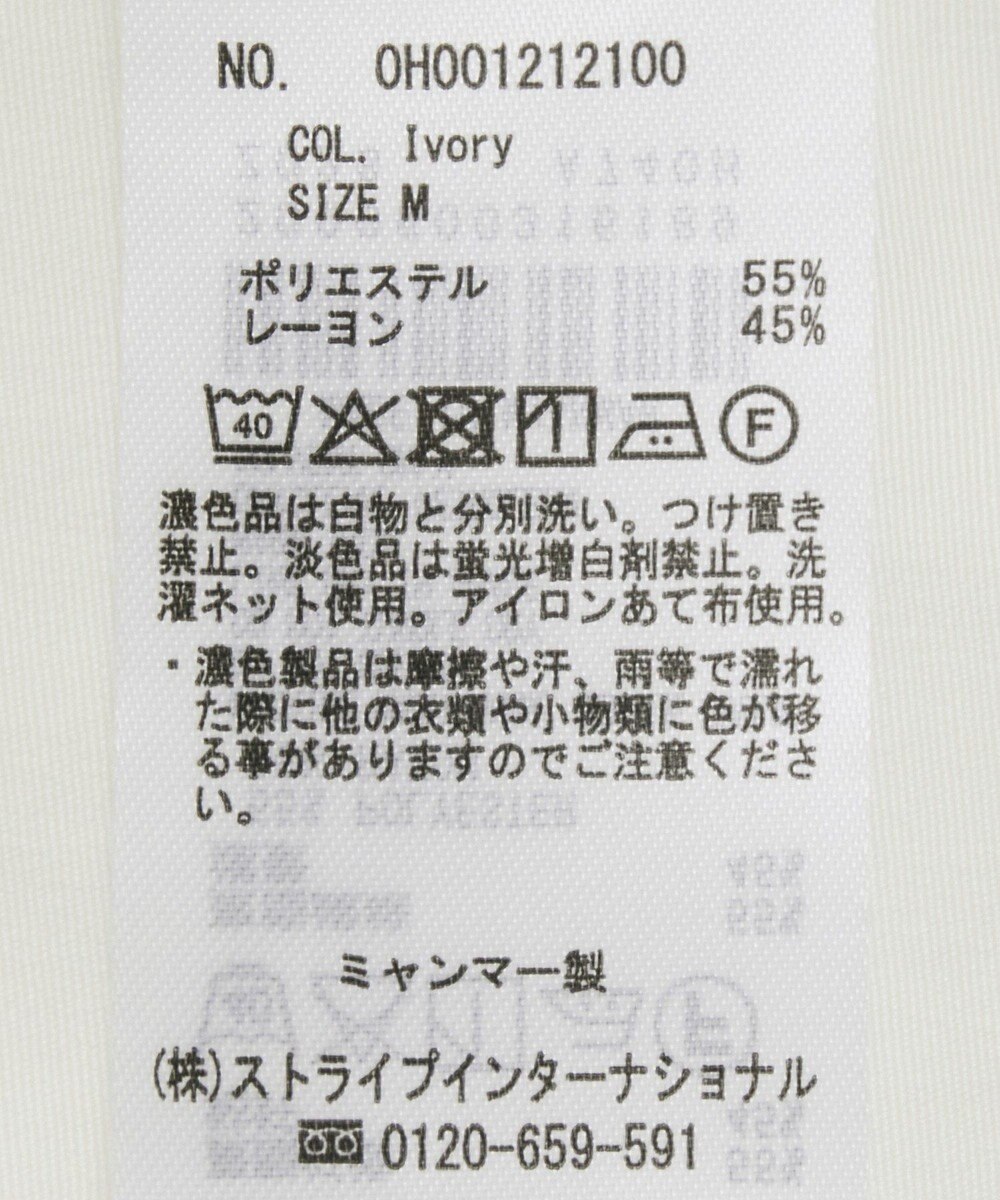 NO. 0H001212100
COL. Ivory
SIZE M
ポリエステル 55%
レーヨン 45%
40 F
濃色品は白物と分別洗い。つけ置き
禁止。淡色品は蛍光増白剤禁止。洗
濯ネット使用。アイロンあて布使用。
・濃色製品は摩擦や汗、雨等で濡れ
た際に他の衣類や小物類に色が移
る事がありますのでご注意くださ
い。
55% POLYESTER
45%
55%
ミャンマー製
(株)ストライプインターナショナル
0120-659-591